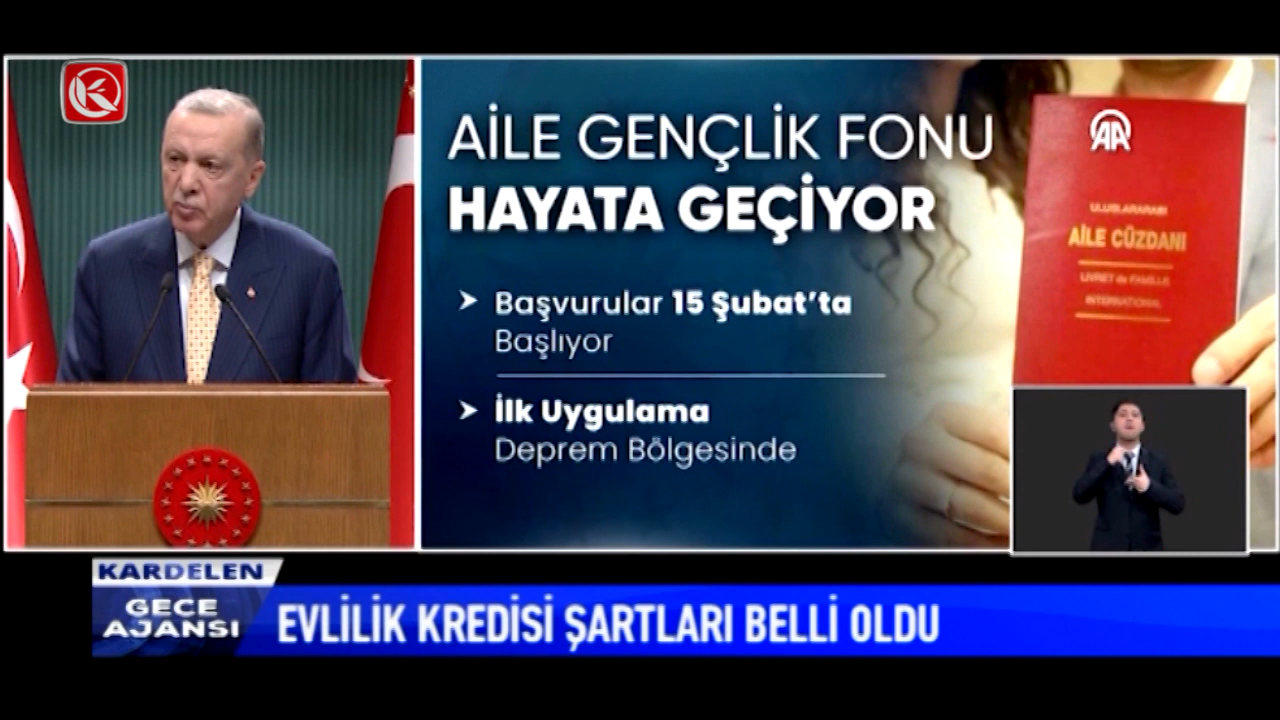 AİLE GENÇLİK FONU
HAYATA GEÇİYOR
Başvurular 15 Şubat'ta
Başlıyor
İlk Uygulama
Deprem Bölgesinde
AA
ULUSLARARASI
AİLE CÜZDANI
LIVRET de FAMILLE
INTERNATIONAL
KARDELEN
GECE
AJANSI
EVLİLİK KREDİSİ ŞARTLARI BELLİ OLDU